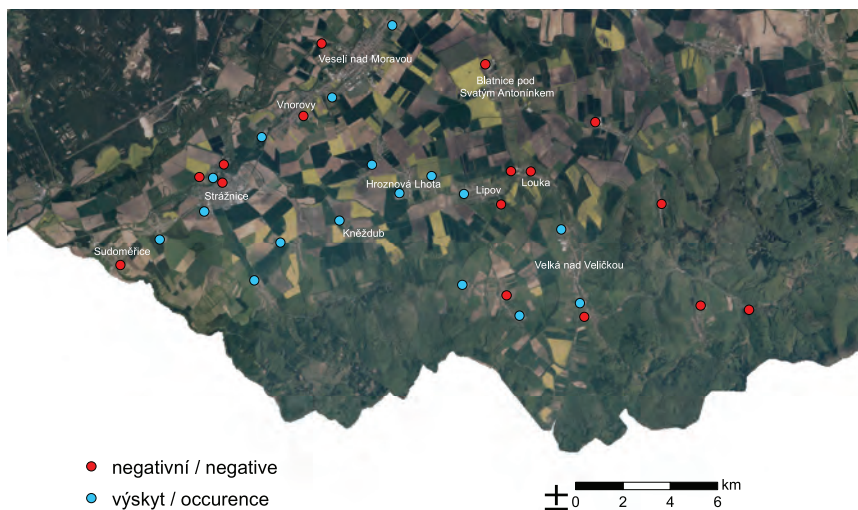 Veselí nad Moravou
Blatnice pod
Svatým Antonínkem
Vnorovy
Hroznová Lhota
Lipov
Louka
Strážnice
Kněždub
Sudoměřice
Velká nad Veličkou
negativní / negative
výskyt / occurence
km
0 2 4 6